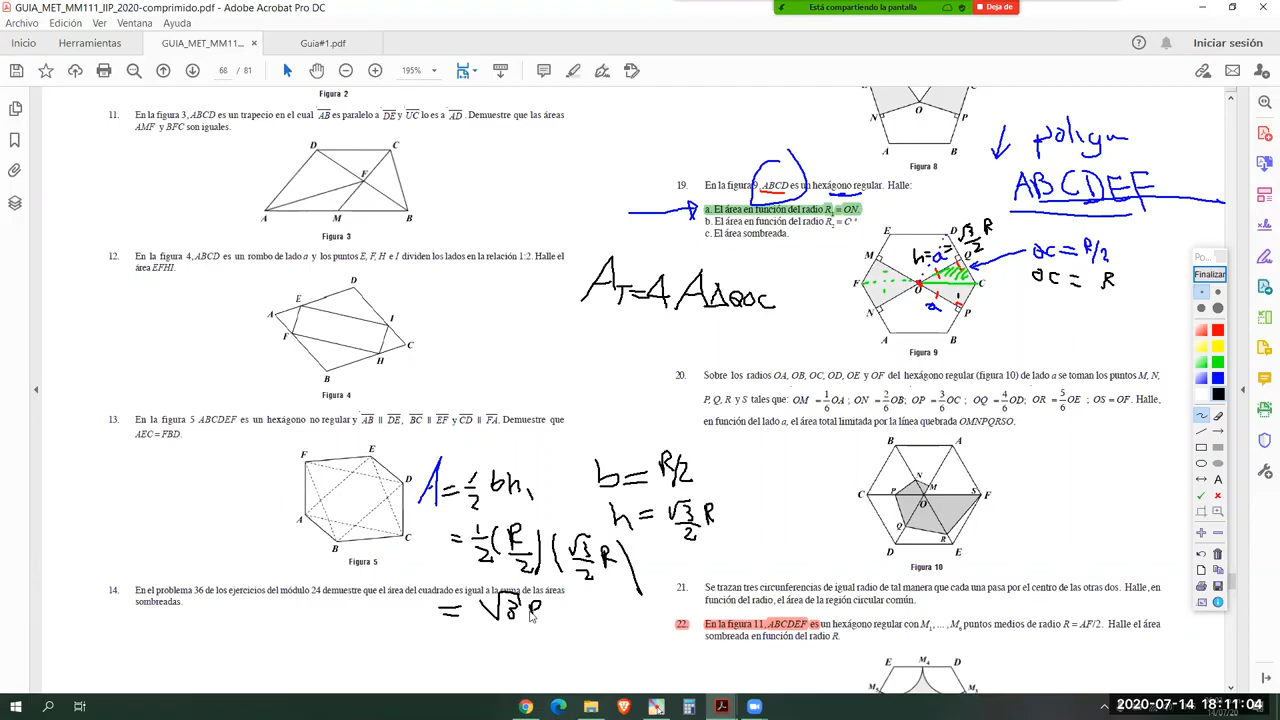 GUIA_MET_MM111_IIP_2020-comprimido.pdf - Adobe Acrobat Pro DC
Está compartiendo la pantalla
Deja de
Archivo Edición Ver Ventana Ayuda
Inicio Herramientas
GUIA_MET_MM111_... ×
Guia#1.pdf
Iniciar sesión
68 / 81
195%
Figura 2
11. En la figura 3, ABCD es un trapecio en el cual AB es paralelo a DE y UC lo es a AD. Demuestre que las áreas
AMF y BFC son iguales.
D C
F
A M B
Figura 3
12. En la figura 4, ABCD es un rombo de lado a y los puntos E, F, H e I dividen los lados en la relación 1:2. Halle el
área EFHI.
D
E
A I
F C
H
B
Figura 4
13. En la figura 5 ABCDEF es un hexágono no regular y AB || DE, BC || EF y CD || FA. Demuestre que
AEC = FBD.
F E
D
A
B C
Figura 5
A = 1/2 bh,
= 1/2 (R/2) (√3/2 R)
= √3 R
b = R/2
h = √3/2 R
14. En el problema 36 de los ejercicios del módulo 24 demuestre que el área del cuadrado es igual a la suma de las áreas
sombreadas.
O
N P
A B
Figura 8
19. En la figura 9, ABCD es un hexágono regular. Halle:
a. El área en función del radio R1 = ON.
b. El área en función del radio R2 = C
c. El área sombreada.
ABCDEF
E D
M Q
F O C
N P
A B
h = a = √3/2 R
a
Figura 9
QC = R/2
OC = R
AT = 4 A△QOC
20. Sobre los radios OA, OB, OC, OD, OE y OF del hexágono regular (figura 10) de lado a se toman los puntos M, N,
P, Q, R y S tales que: OM = 1/6 OA ; ON = 2/6 OB; OP = 3/6 OC ; OQ = 4/6 OD; OR = 5/6 OE ; OS = OF. Halle,
en función del lado a, el área total limitada por la línea quebrada OMNPQRSO.
B A
N
C P M S F
O
Q
R
D E
Figura 10
21. Se trazan tres circunferencias de igual radio de tal manera que cada una pasa por el centro de las otras dos. Halle, en
función del radio, el área de la región circular común.
22. En la figura 11, ABCDEF es un hexágono regular con M1, ... , M6 puntos medios de radio R = AF/2. Halle el área
sombreada en función del radio R.
E M4 D
Finalizar
2020-07-14 18:11:04